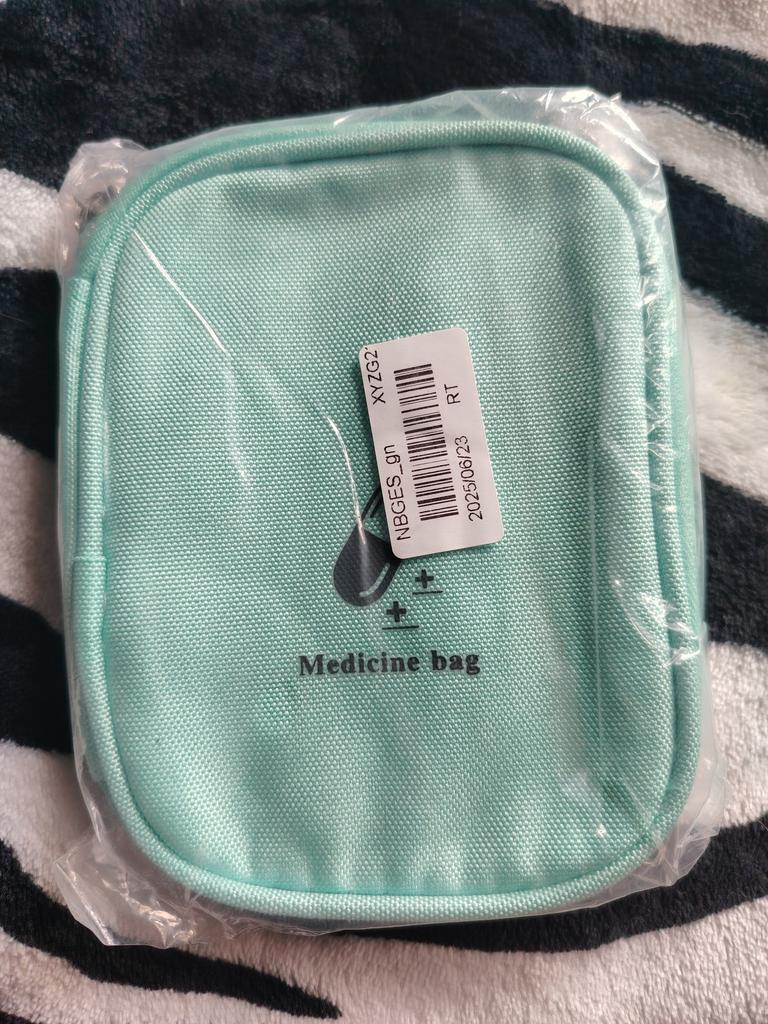 NBGES_gn XYZG2
2025/06/23 RT
Medicine bag